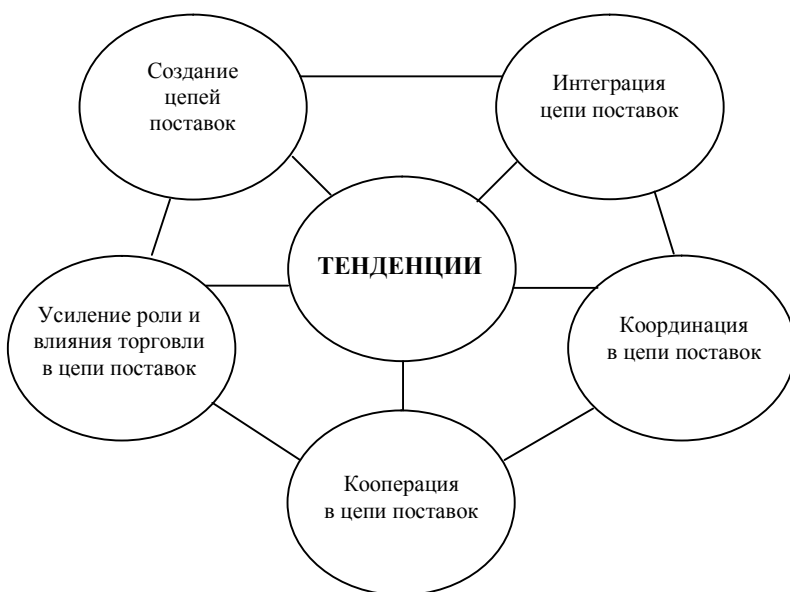 Создание
цепей
поставок
Интеграция
цепи поставок
ТЕНДЕНЦИИ
Усиление роли и
влияния торговли
в цепи поставок
Координация
в цепи поставок
Кооперация
в цепи поставок